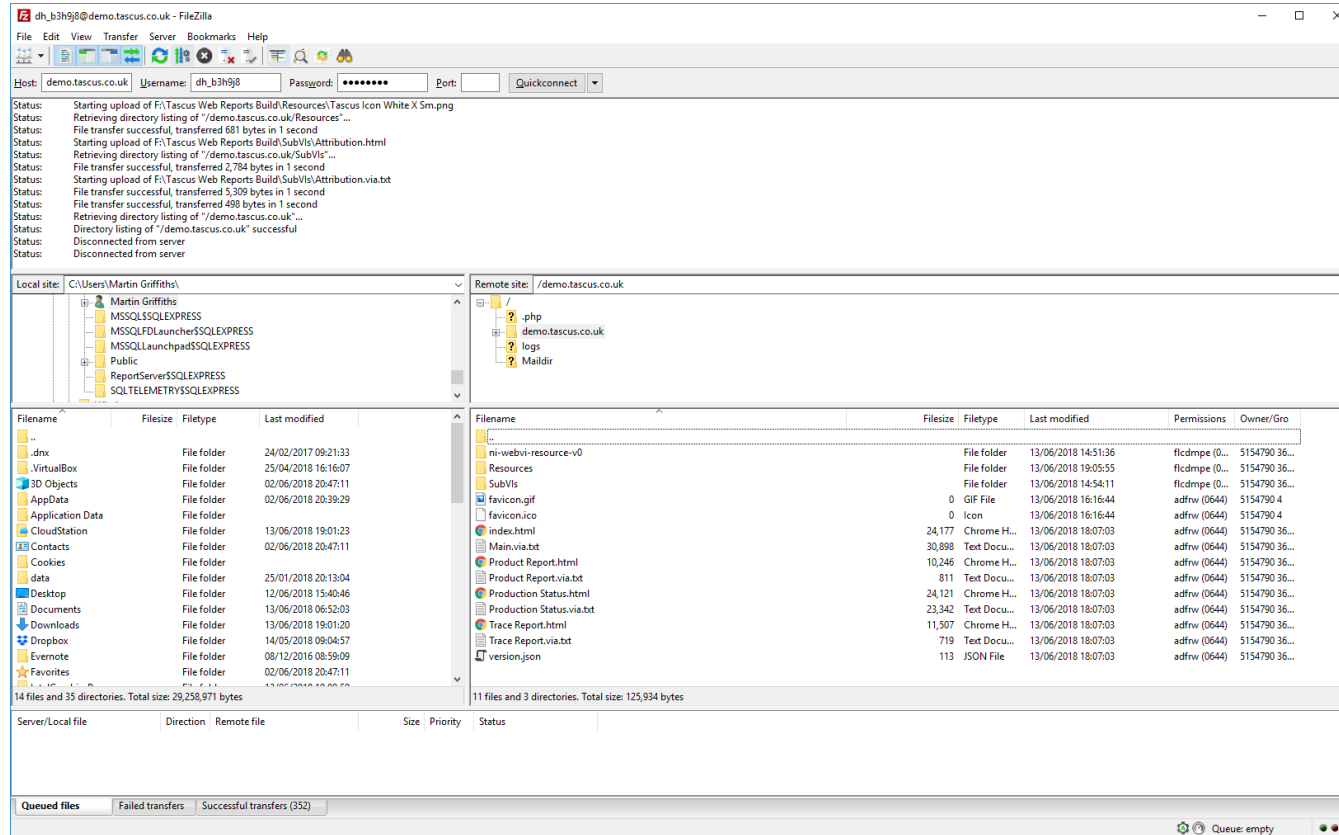 dh_b3h9j8@demo.tascus.co.uk - FileZilla
File Edit View Transfer Server Bookmarks Help
Host: demo.tascus.co.uk Username: dh_b3h9j8 Password: •••••••• Port: Quickconnect
Status: Starting upload of F:\Tascus Web Reports Build\Resources\Tascus Icon White X Sm.png
Status: Retrieving directory listing of "/demo.tascus.co.uk/Resources"...
Status: File transfer successful, transferred 681 bytes in 1 second
Status: Starting upload of F:\Tascus Web Reports Build\SubVIs\Attribution.html
Status: Retrieving directory listing of "/demo.tascus.co.uk/SubVIs"...
Status: File transfer successful, transferred 2,784 bytes in 1 second
Status: Starting upload of F:\Tascus Web Reports Build\SubVIs\Attribution.via.txt
Status: File transfer successful, transferred 5,309 bytes in 1 second
Status: File transfer successful, transferred 498 bytes in 1 second
Status: Retrieving directory listing of "/demo.tascus.co.uk"...
Status: Directory listing of "/demo.tascus.co.uk" successful
Status: Disconnected from server
Status: Disconnected from server
Local site: C:\Users\Martin Griffiths\
Martin Griffiths
MSSQL$SQLEXPRESS
MSSQLFDLauncher$SQLEXPRESS
MSSQLLaunchpad$SQLEXPRESS
Public
ReportServer$SQLEXPRESS
SQLTELEMETRY$SQLEXPRESS
Remote site: /demo.tascus.co.uk
/
? .php
demo.tascus.co.uk
? logs
? Maildir
Filename Filesize Filetype Last modified
..
.dnx File folder 24/02/2017 09:21:33
.VirtualBox File folder 25/04/2018 16:16:07
3D Objects File folder 02/06/2018 20:47:11
AppData File folder 02/06/2018 20:39:29
Application Data File folder
CloudStation File folder 13/06/2018 19:01:23
Contacts File folder 02/06/2018 20:47:11
Cookies File folder
data File folder 25/01/2018 20:13:04
Desktop File folder 12/06/2018 15:40:46
Documents File folder 13/06/2018 06:52:03
Downloads File folder 13/06/2018 19:01:20
Dropbox File folder 14/05/2018 09:04:57
Evernote File folder 08/12/2016 08:59:09
Favorites File folder 02/06/2018 20:47:11
14 files and 35 directories. Total size: 29,258,971 bytes
Filename Filesize Filetype Last modified Permissions Owner/Gro
..
ni-webvi-resource-v0 File folder 13/06/2018 14:51:36 flcdmpe (0... 5154790 36...
Resources File folder 13/06/2018 19:05:55 flcdmpe (0... 5154790 36...
SubVIs File folder 13/06/2018 14:54:11 flcdmpe (0... 5154790 36...
favicon.gif 0 GIF File 13/06/2018 16:16:44 adfrw (0644) 5154790 4
favicon.ico 0 Icon 13/06/2018 16:16:44 adfrw (0644) 5154790 4
index.html 24,177 Chrome H... 13/06/2018 18:07:03 adfrw (0644) 5154790 36...
Main.via.txt 30,898 Text Docu... 13/06/2018 18:07:03 adfrw (0644) 5154790 36...
Product Report.html 10,246 Chrome H... 13/06/2018 18:07:03 adfrw (0644) 5154790 36...
Product Report.via.txt 811 Text Docu... 13/06/2018 18:07:03 adfrw (0644) 5154790 36...
Production Status.html 24,121 Chrome H... 13/06/2018 18:07:03 adfrw (0644) 5154790 36...
Production Status.via.txt 23,342 Text Docu... 13/06/2018 18:07:03 adfrw (0644) 5154790 36...
Trace Report.html 11,507 Chrome H... 13/06/2018 18:07:03 adfrw (0644) 5154790 36...
Trace Report.via.txt 719 Text Docu... 13/06/2018 18:07:03 adfrw (0644) 5154790 36...
version.json 113 JSON File 13/06/2018 18:07:03 adfrw (0644) 5154790 36...
11 files and 3 directories. Total size: 125,934 bytes
Server/Local file Direction Remote file Size Priority Status
Queued files Failed transfers Successful transfers (352)
Queue: empty